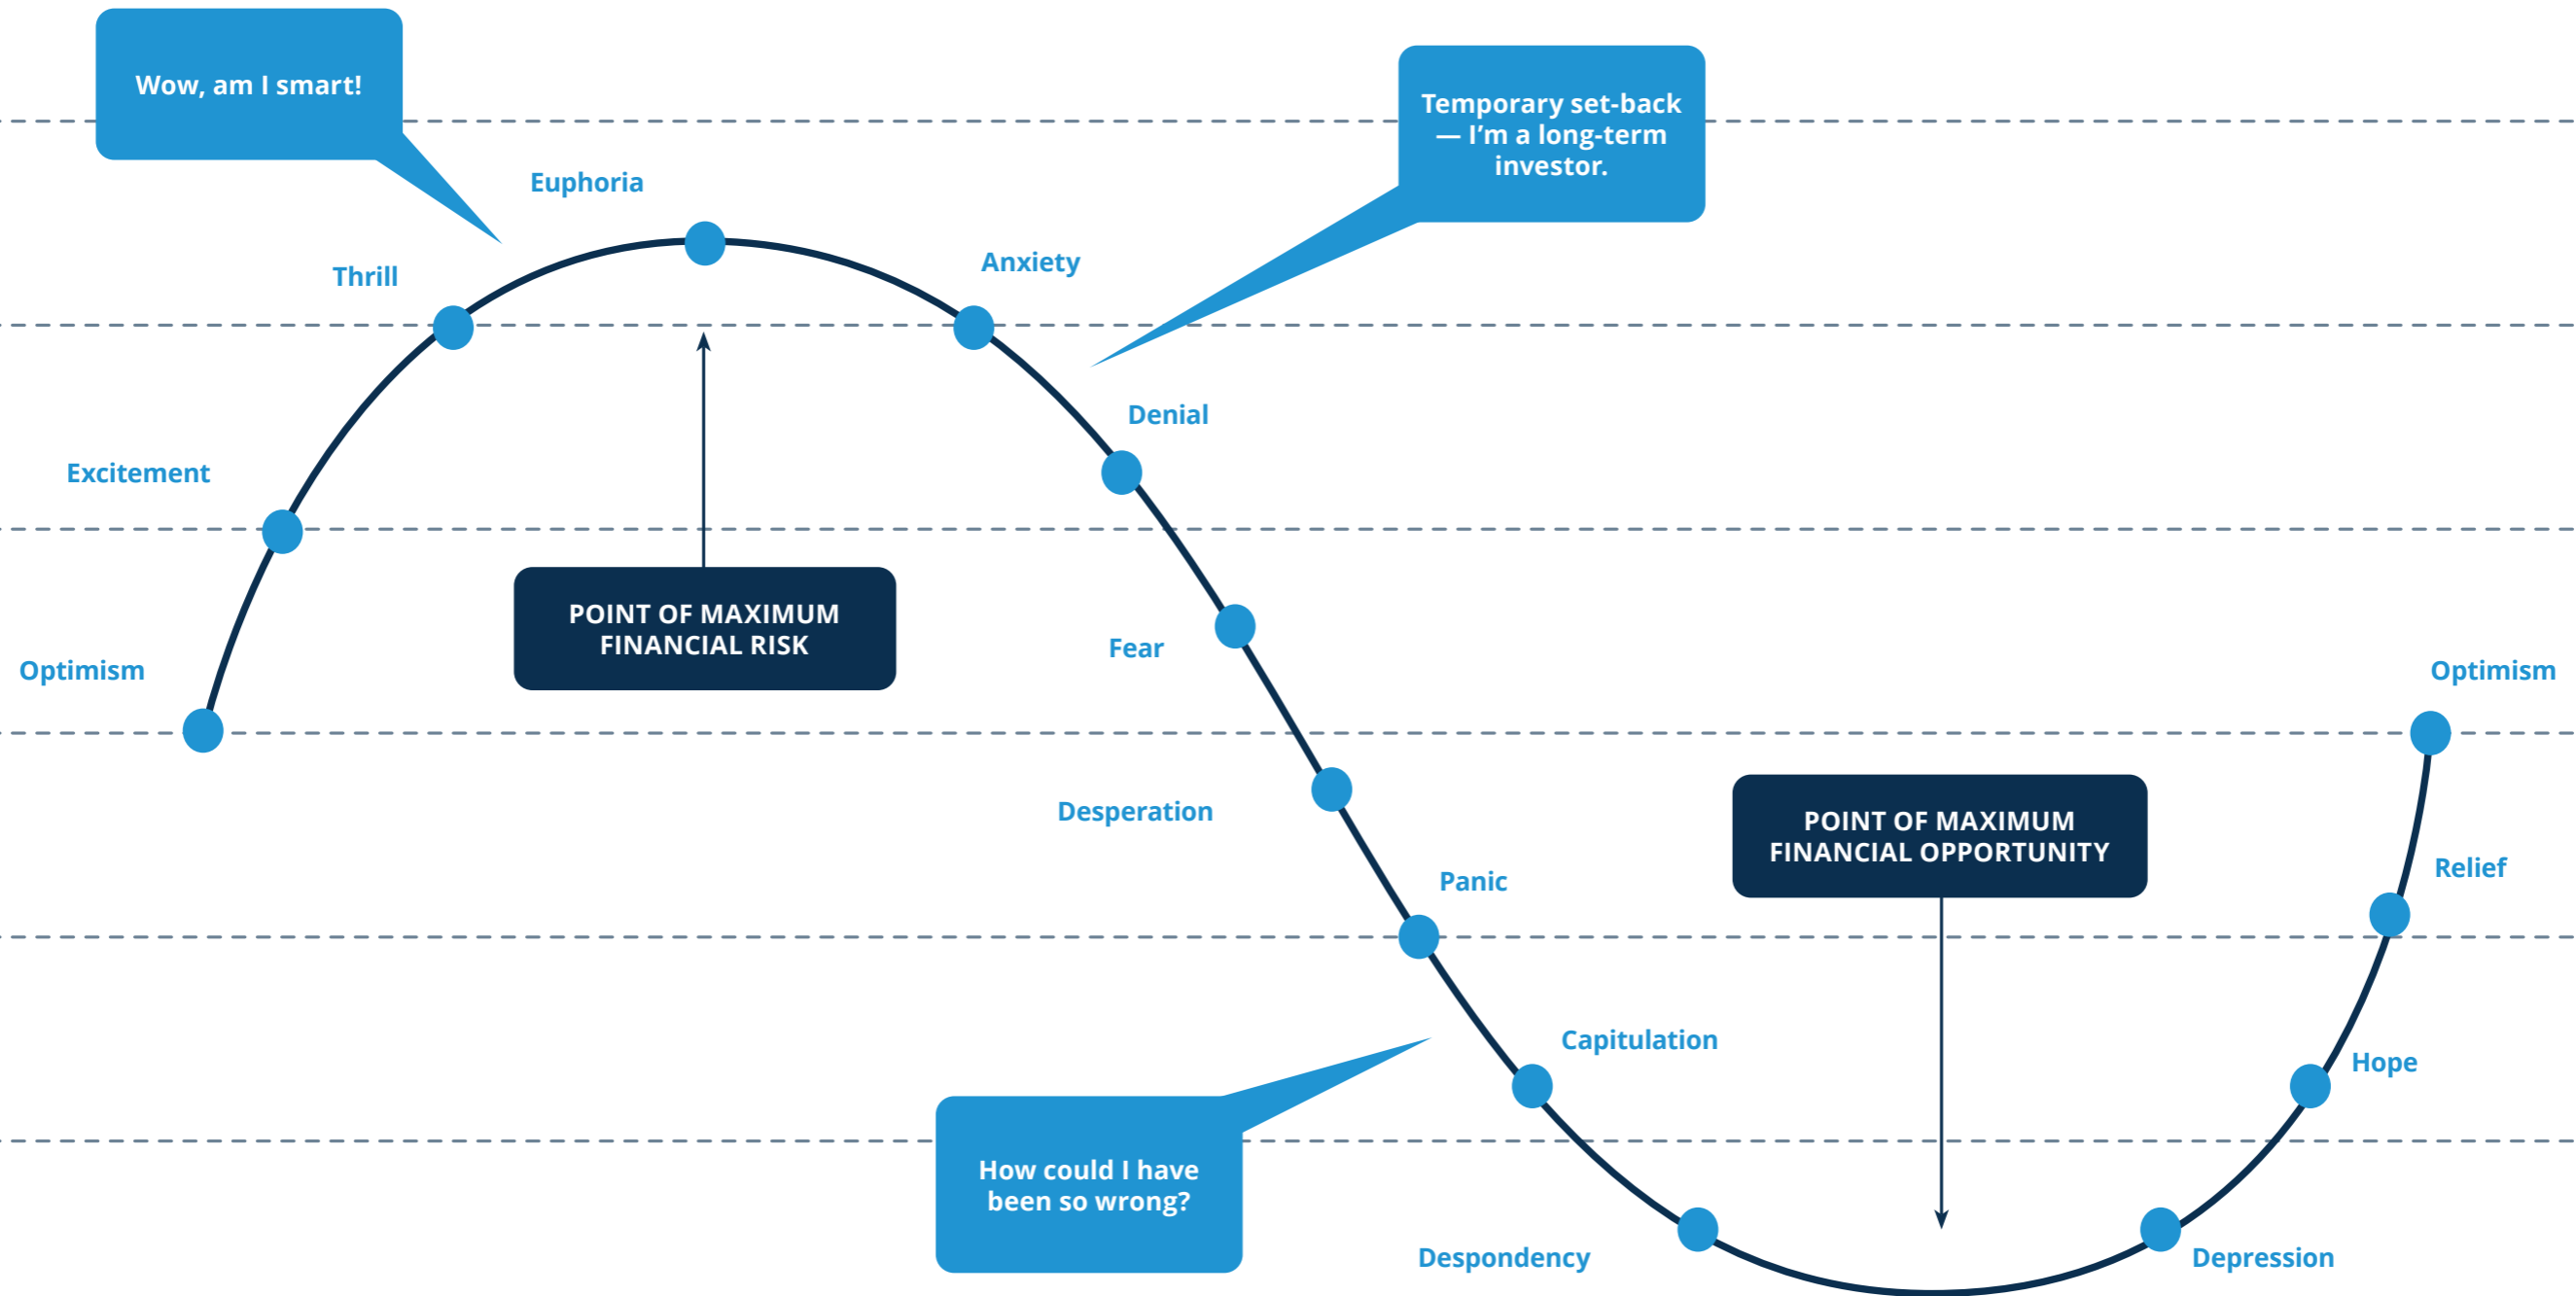 Wow, am I smart!
Temporary set-back
— I’m a long-term
investor.
Euphoria
Anxiety
Thrill
Denial
Excitement
POINT OF MAXIMUM
FINANCIAL RISK
Fear
Optimism
Optimism
Desperation
POINT OF MAXIMUM
FINANCIAL OPPORTUNITY
Panic
Relief
Capitulation
Hope
How could I have
been so wrong?
Despondency
Depression